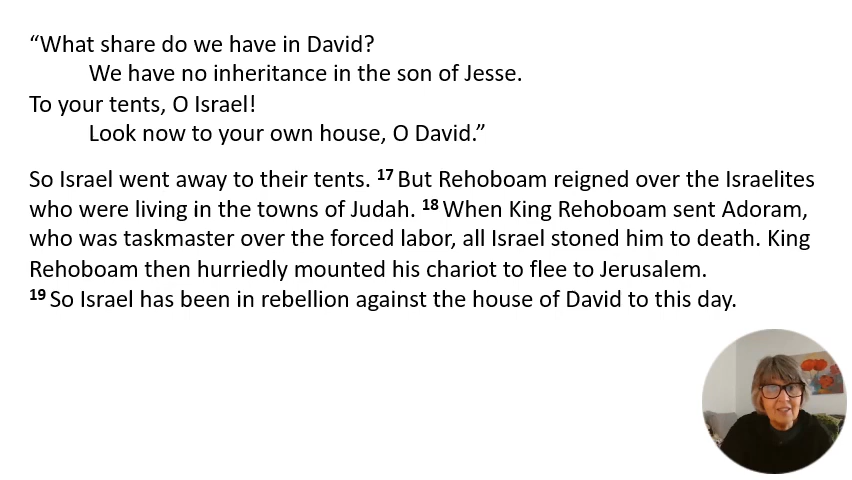 “What share do we have in David?
We have no inheritance in the son of Jesse.
To your tents, O Israel!
Look now to your own house, O David.”
So Israel went away to their tents. 17 But Rehoboam reigned over the Israelites
who were living in the towns of Judah. 18 When King Rehoboam sent Adoram,
who was taskmaster over the forced labor, all Israel stoned him to death. King
Rehoboam then hurriedly mounted his chariot to flee to Jerusalem.
19 So Israel has been in rebellion against the house of David to this day.